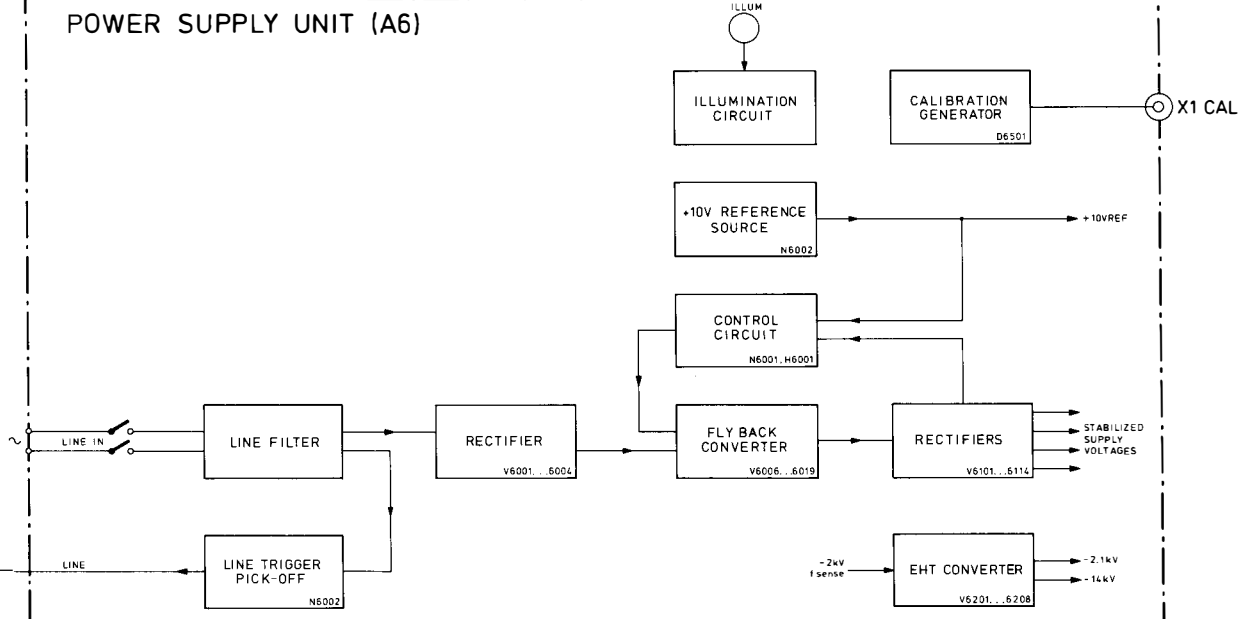 POWER SUPPLY UNIT (A6)
ILLUM
ILLUMINATION
CIRCUIT
CALIBRATION
GENERATOR
D6501
X1 CAL
+10V REFERENCE
SOURCE
N6002
+10VREF
CONTROL
CIRCUIT
N6001, H6001
~
LINE IN
LINE FILTER
RECTIFIER
V6001...6004
FLY BACK
CONVERTER
V6006...6019
RECTIFIERS
V6101...6114
STABILIZED
SUPPLY
VOLTAGES
LINE
LINE TRIGGER
PICK-OFF
N6002
-2kV
f sense
EHT CONVERTER
V6201...6208
-2.1kV
-14kV